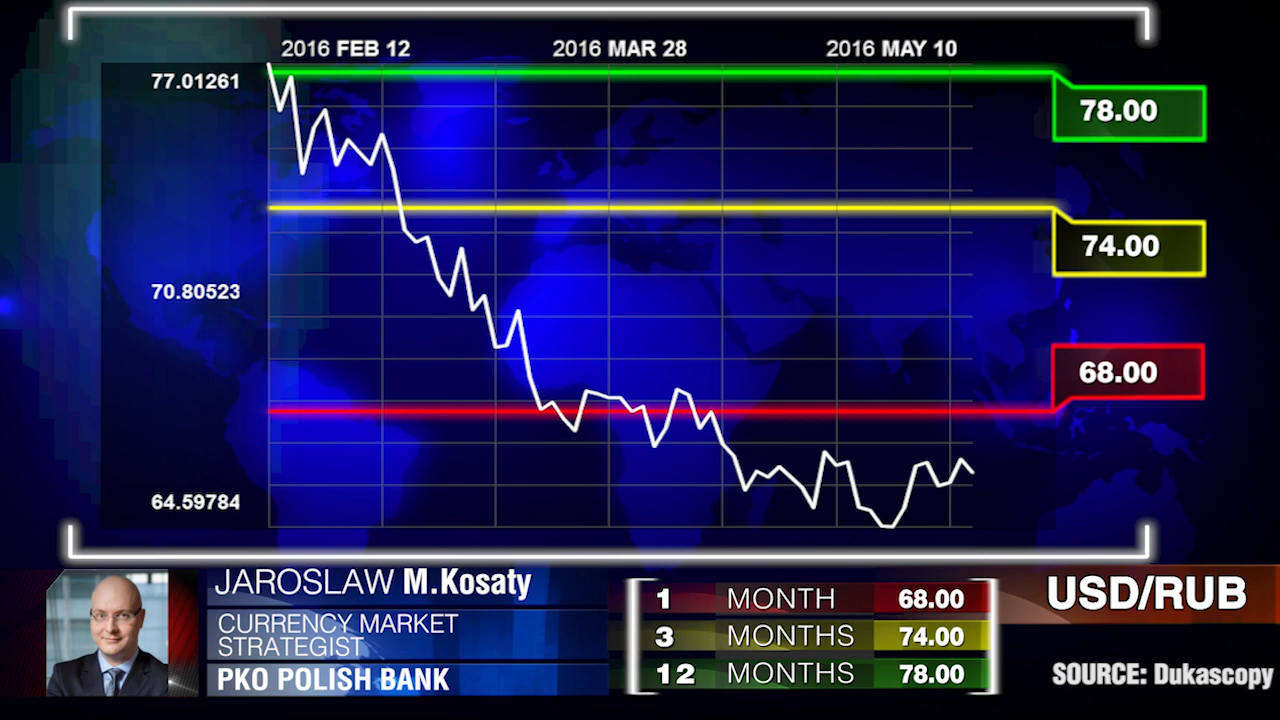 2016 FEB 12 2016 MAR 28 2016 MAY 10
77.01261
78.00
74.00
70.80523
68.00
64.59784
JAROSLAW M.Kosaty
CURRENCY MARKET
STRATEGIST
PKO POLISH BANK
1 MONTH 68.00
3 MONTHS 74.00
12 MONTHS 78.00
USD/RUB
SOURCE: Dukascopy